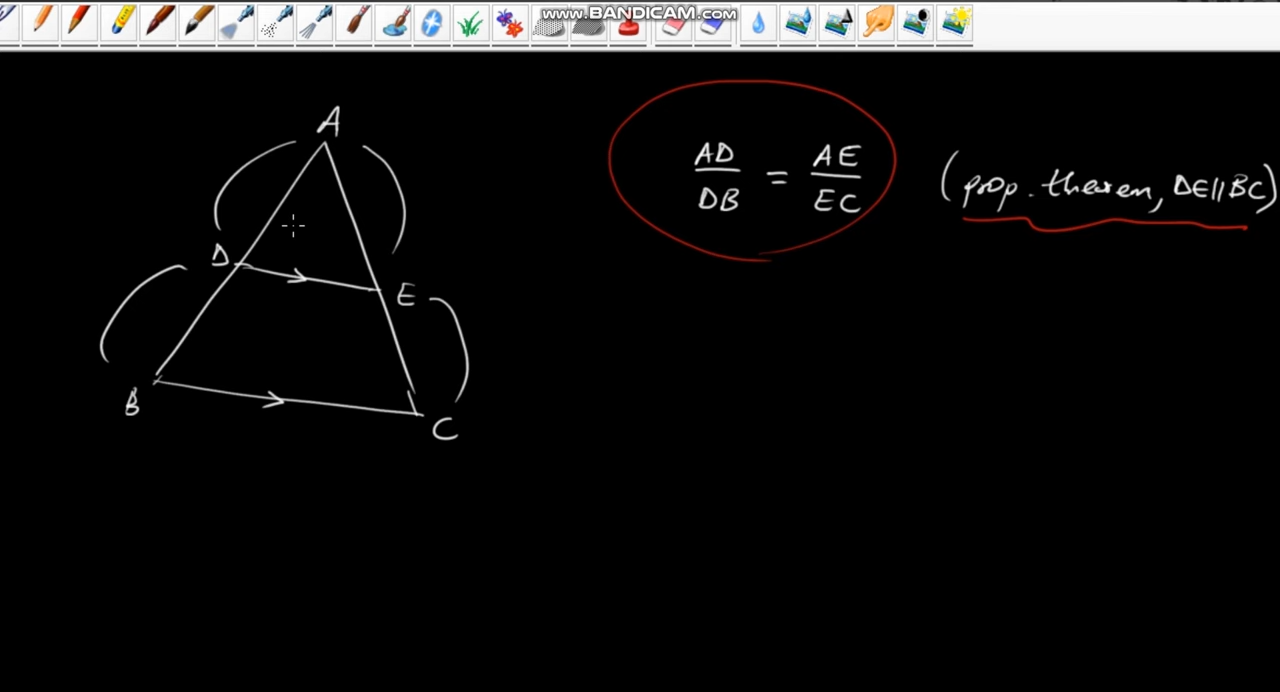 www.BANDICAM.com
A
D
E
B
C
AD/DB = AE/EC
(prop. theorem, DE∥BC)